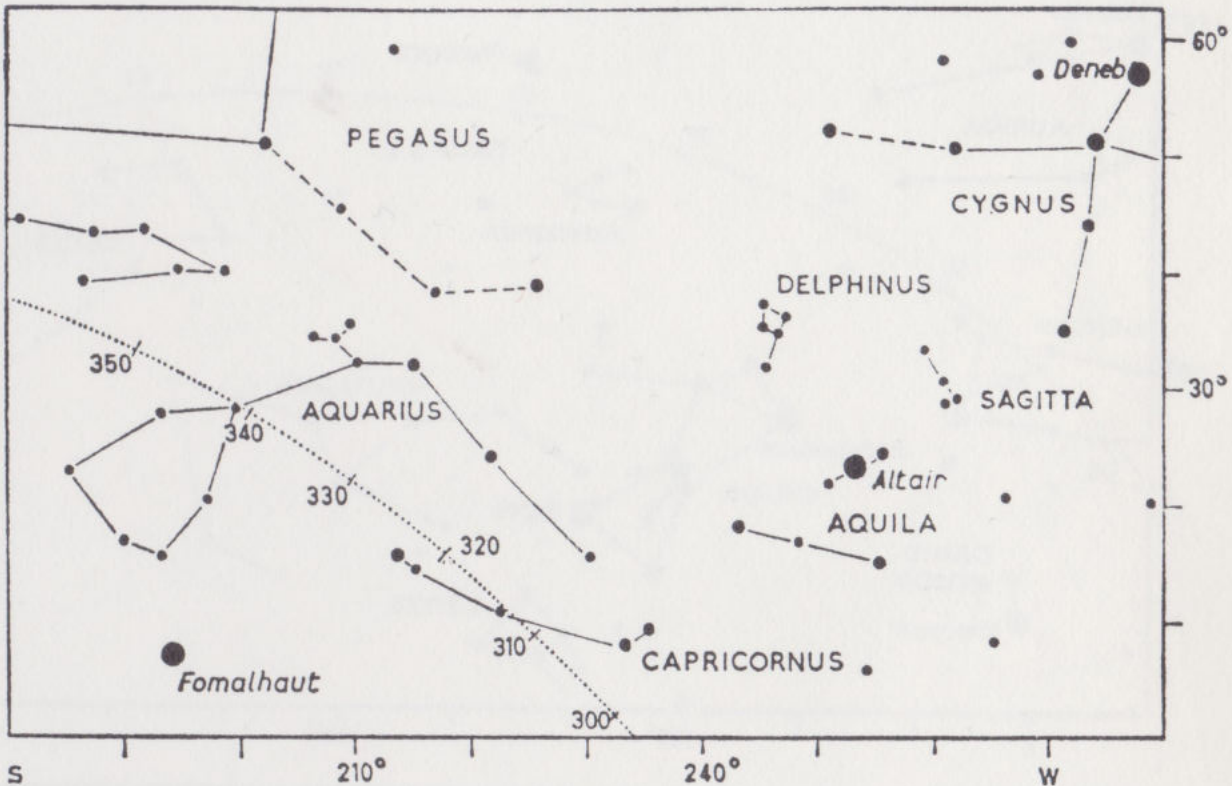 60°
Deneb
PEGASUS
CYGNUS
DELPHINUS
350
30°
SAGITTA
AQUARIUS
340
330
Altair
AQUILA
320
310
CAPRICORNUS
Fomalhaut
300
S 210° 240° W